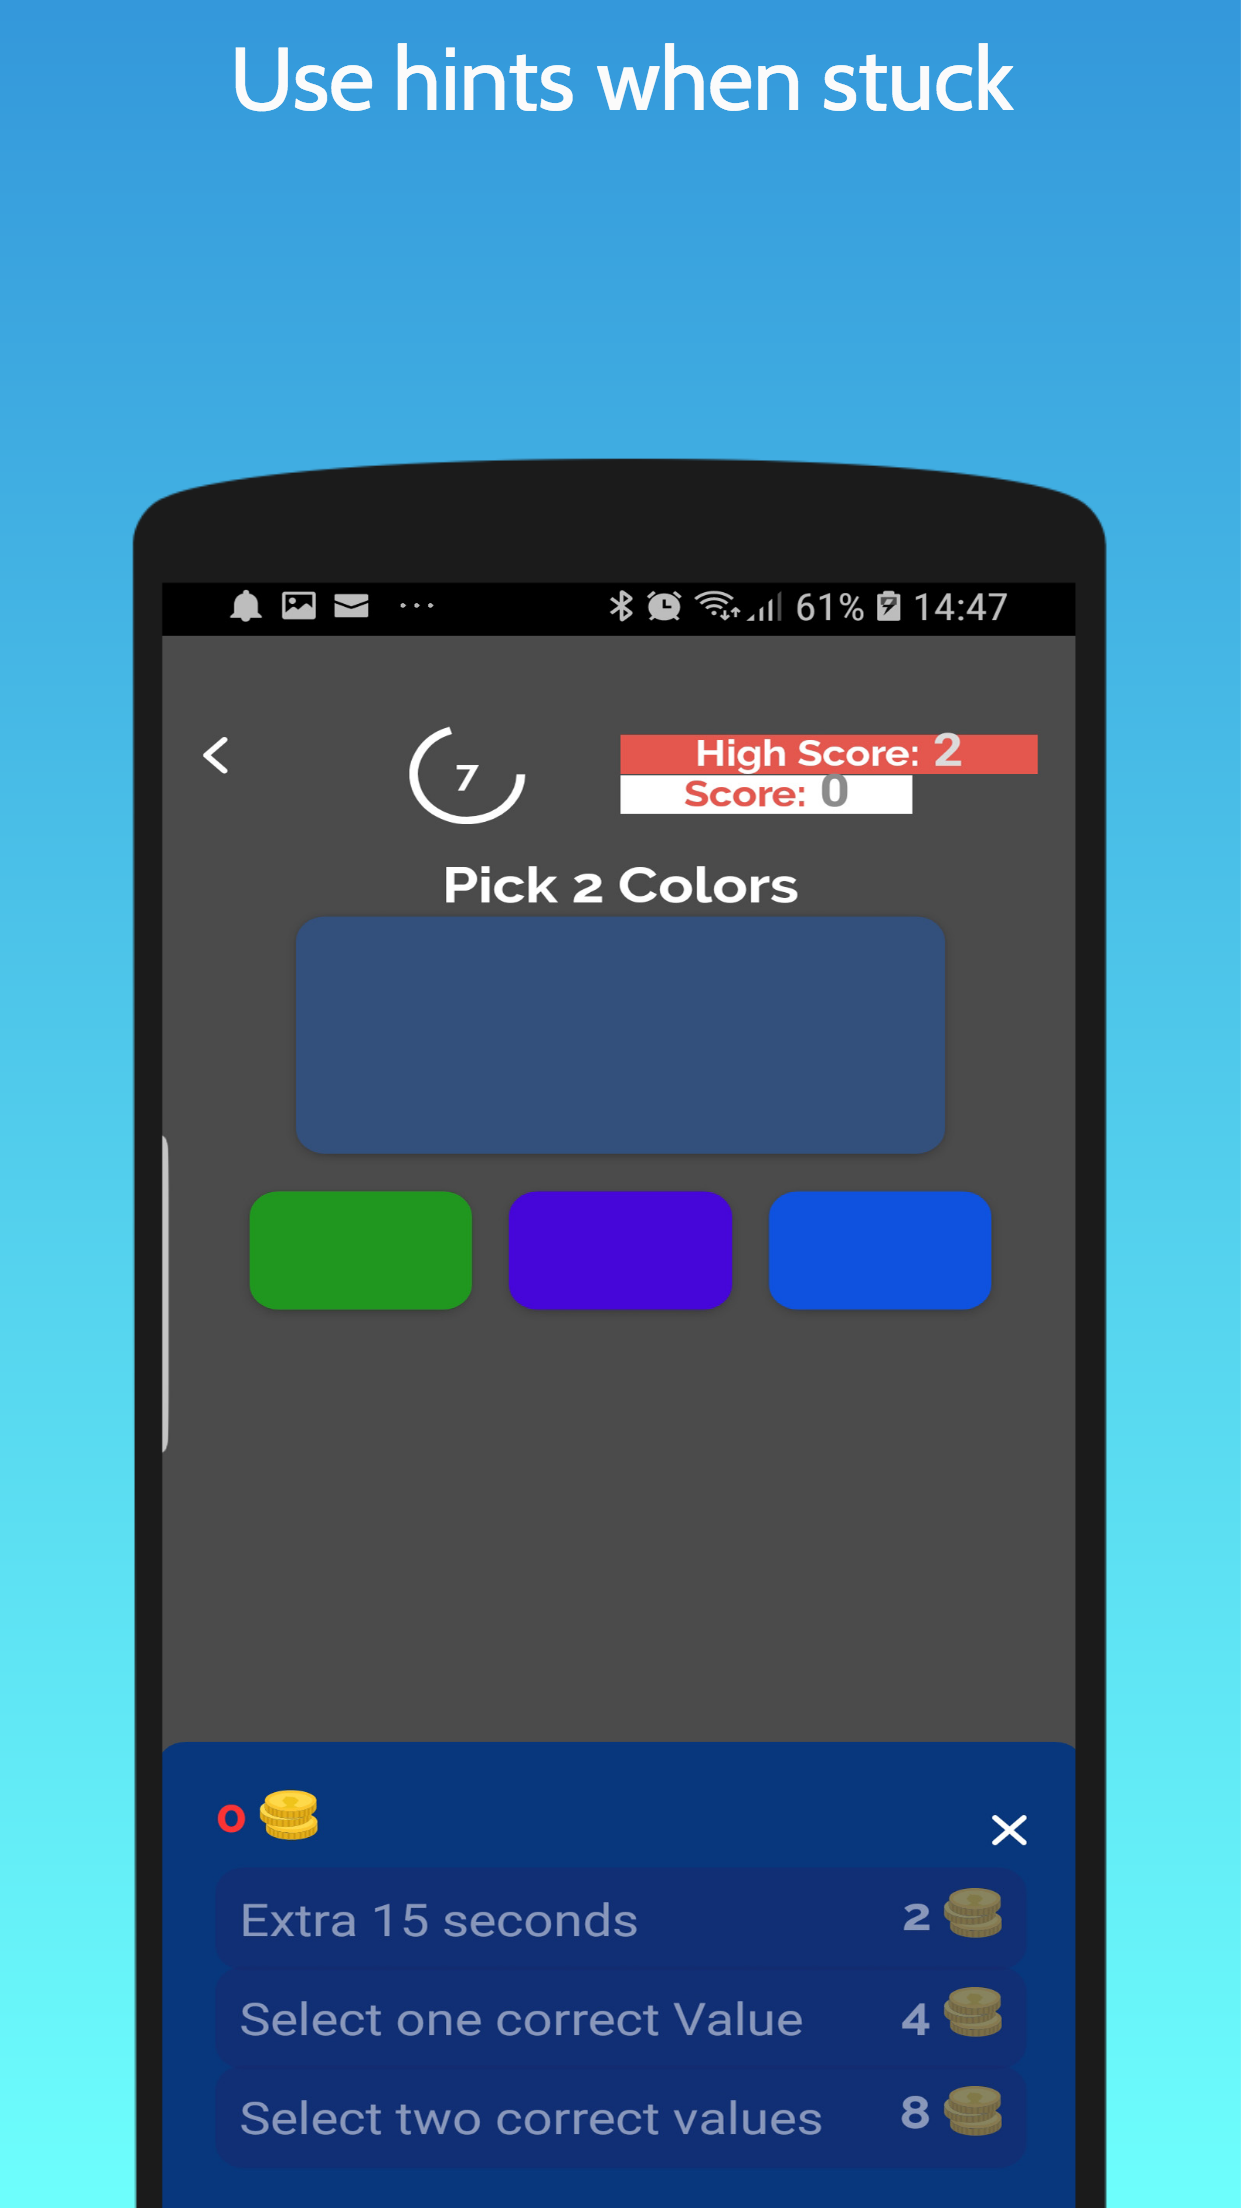 Use hints when stuck
61% 14:47
7
High Score: 2
Score: 0
Pick 2 Colors
0
Extra 15 seconds 2
Select one correct Value 4
Select two correct values 8